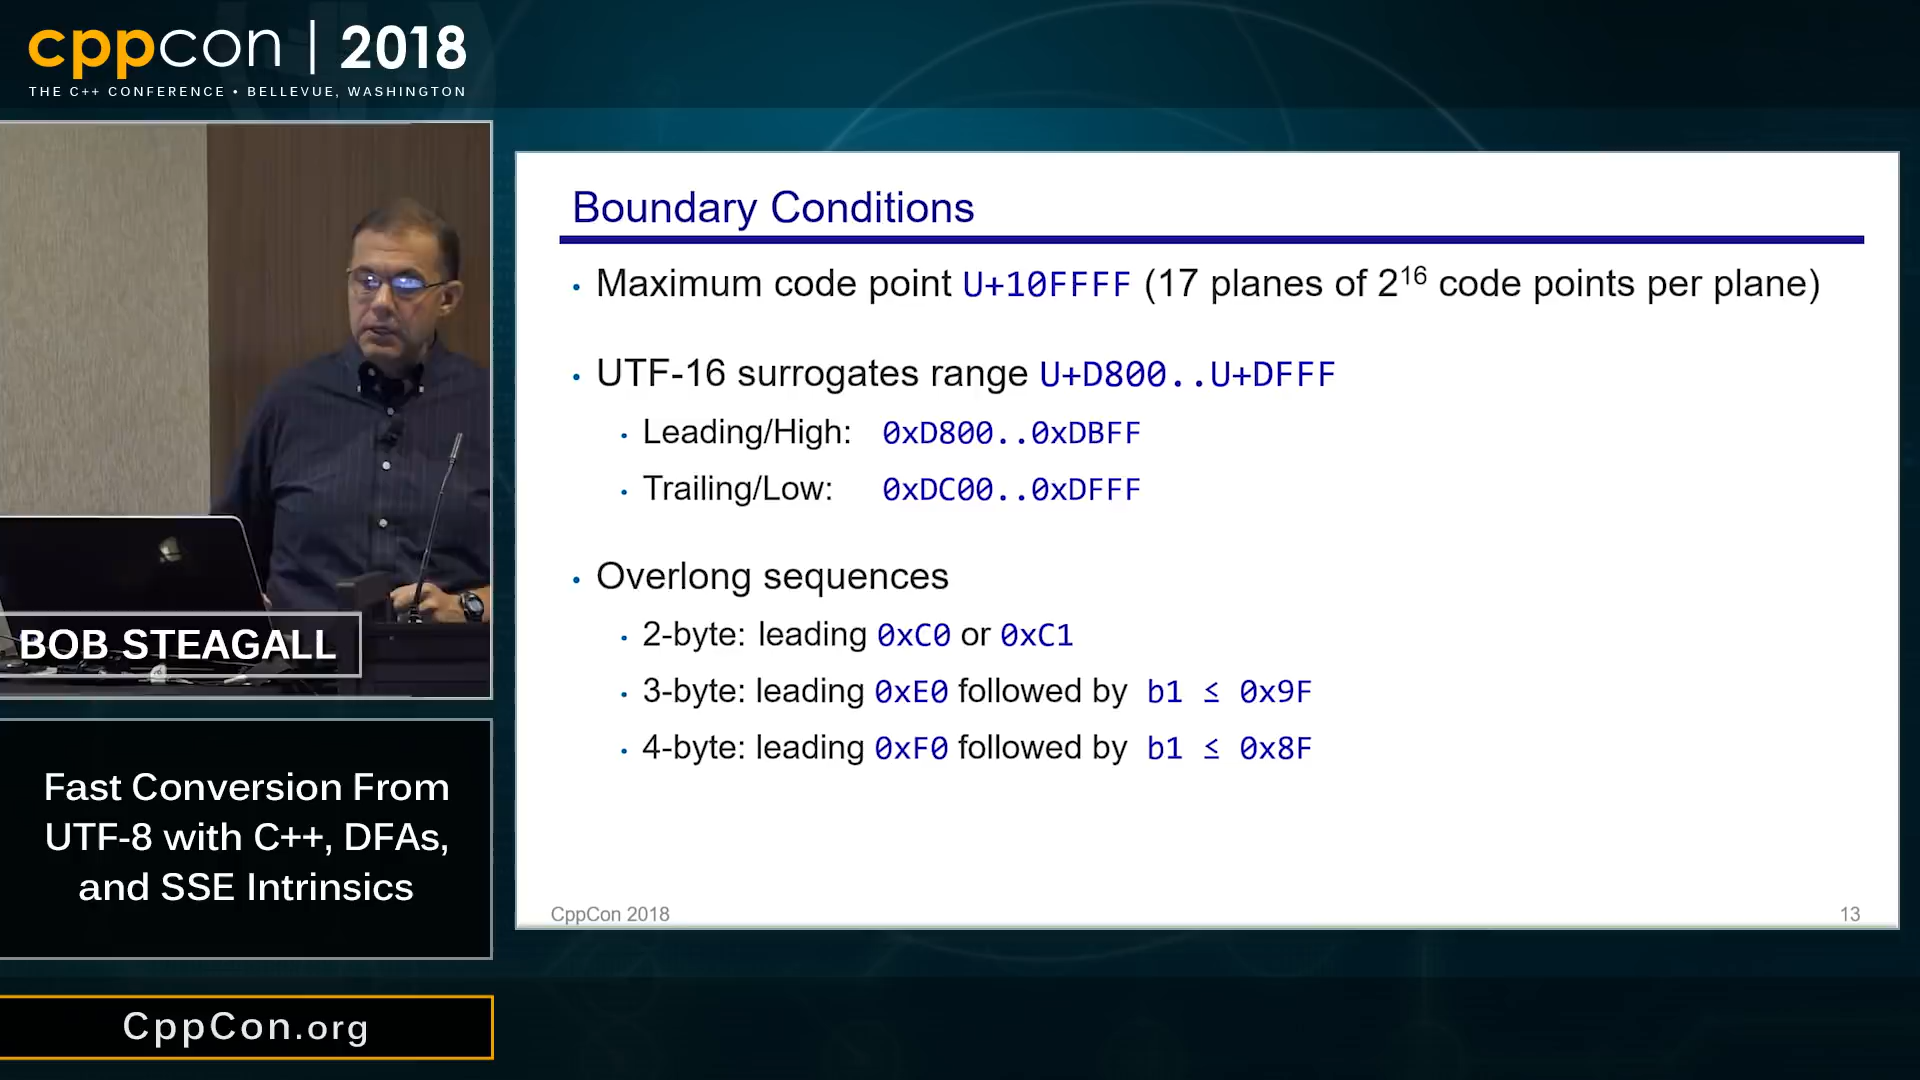 cppcon | 2018
THE C++ CONFERENCE • BELLEVUE, WASHINGTON
BOB STEAGALL
Fast Conversion From
UTF-8 with C++, DFAs,
and SSE Intrinsics
CppCon.org
Boundary Conditions
• Maximum code point U+10FFFF (17 planes of 2¹⁶ code points per plane)
• UTF-16 surrogates range U+D800..U+DFFF
• Leading/High: 0xD800..0xDBFF
• Trailing/Low: 0xDC00..0xDFFF
• Overlong sequences
• 2-byte: leading 0xC0 or 0xC1
• 3-byte: leading 0xE0 followed by b1 ≤ 0x9F
• 4-byte: leading 0xF0 followed by b1 ≤ 0x8F
CppCon 2018
13